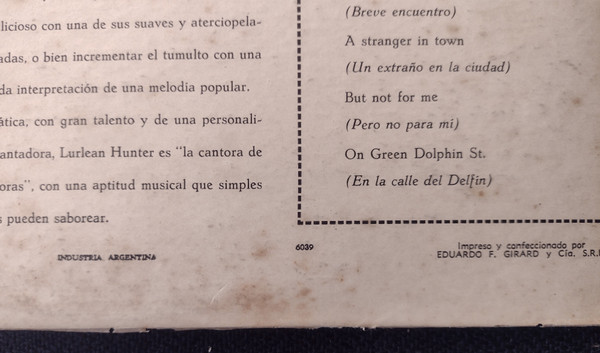 licioso con una de sus suaves y aterciopela-
adas, o bien incrementar el tumulto con una
da interpretación de una melodía popular.
ática, con gran talento y de una personali-
antadora, Lurlean Hunter es "la cantora de
oras", con una aptitud musical que simples
s pueden saborear.
INDUSTRIA ARGENTINA
(Breve encuentro)
A stranger in town
(Un extraño en la ciudad)
But not for me
(Pero no para mí)
On Green Dolphin St.
(En la calle del Delfín)
6039
Impreso y confeccionado por
EDUARDO F. GIRARD y Cía. S.R.L